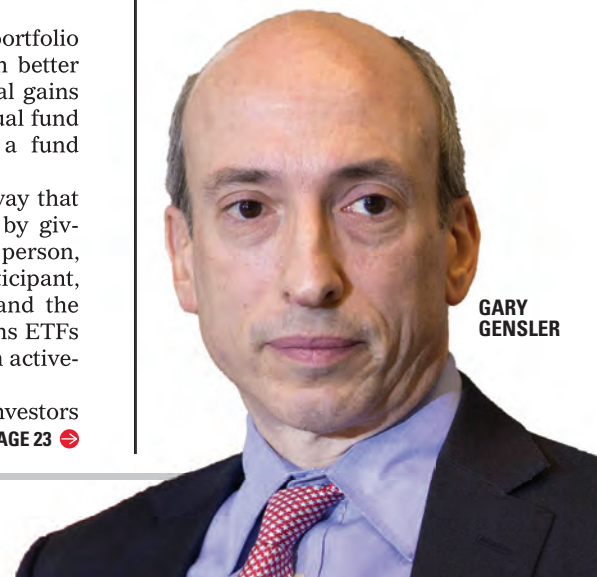 portfolio
better
al gains
ual fund
a fund
way that
by giv-
person,
ticipant,
and the
ns ETFs
active-
nvestors
AGE 23
GARY
GENSLER